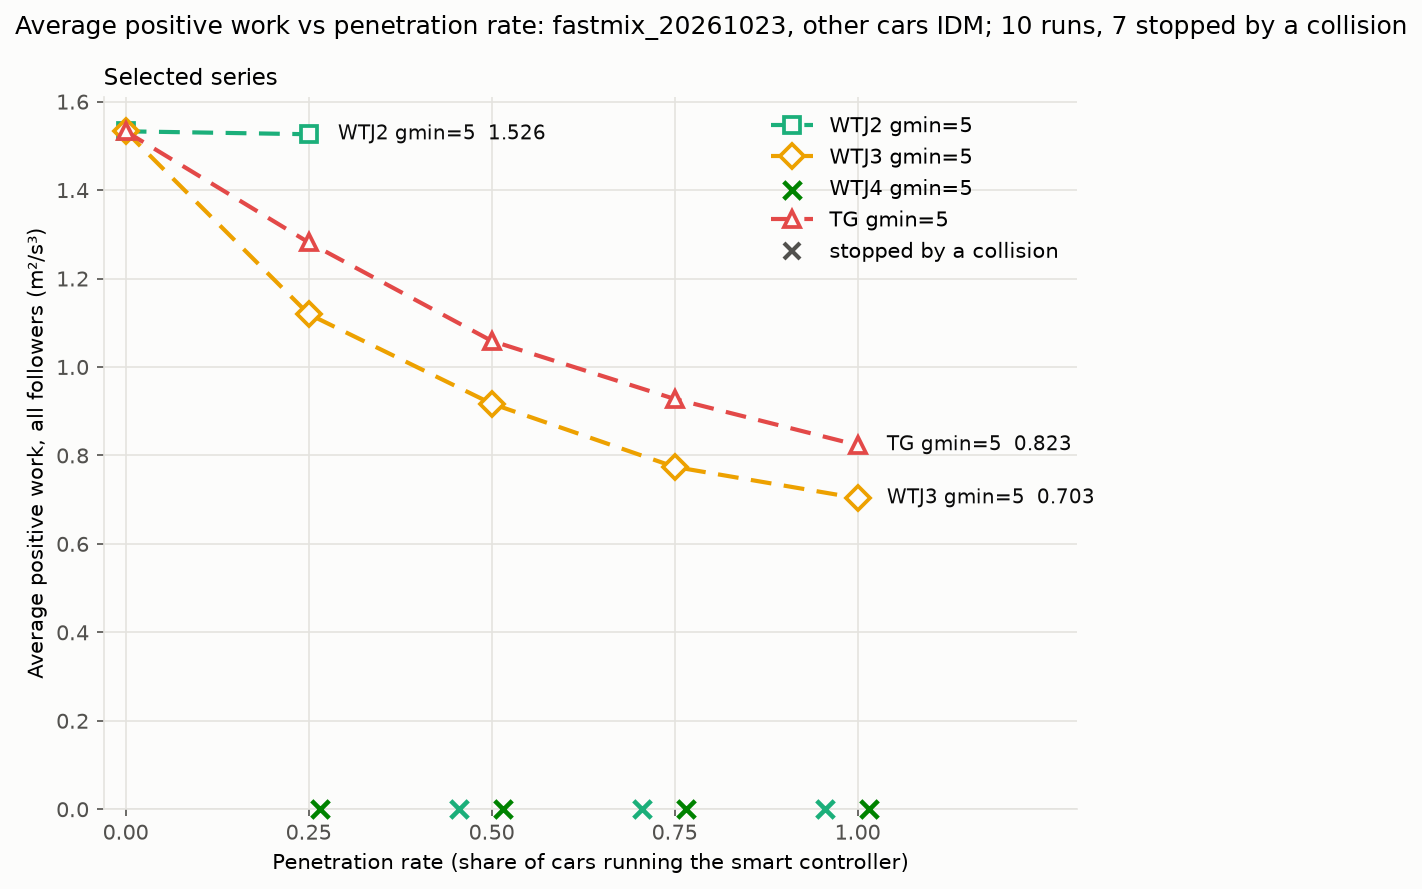 Average positive work vs penetration rate: fastmix_20261023, other cars IDM; 10 runs, 7 stopped by a collision
Selected series
1.6
1.4
1.2
1.0
0.8
0.6
0.4
0.2
0.0
Average positive work, all followers (m²/s³)
WTJ2 gmin=5  1.526
WTJ2 gmin=5
WTJ3 gmin=5
WTJ4 gmin=5
TG gmin=5
stopped by a collision
TG gmin=5  0.823
WTJ3 gmin=5  0.703
0.00
0.25
0.50
0.75
1.00
Penetration rate (share of cars running the smart controller)